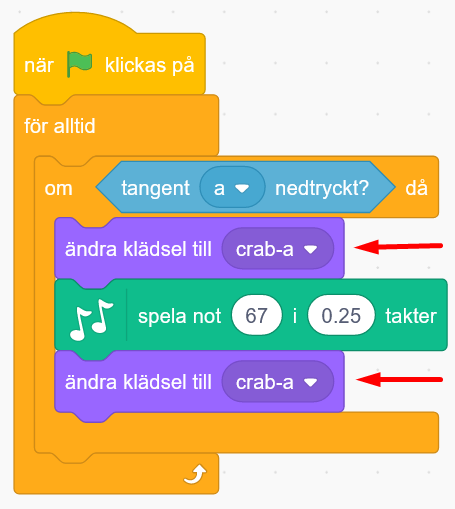 när klickas på
för alltid
om tangent a nedtryckt? då
ändra klädsel till crab-a
spela not 67 i 0.25 takter
ändra klädsel till crab-a